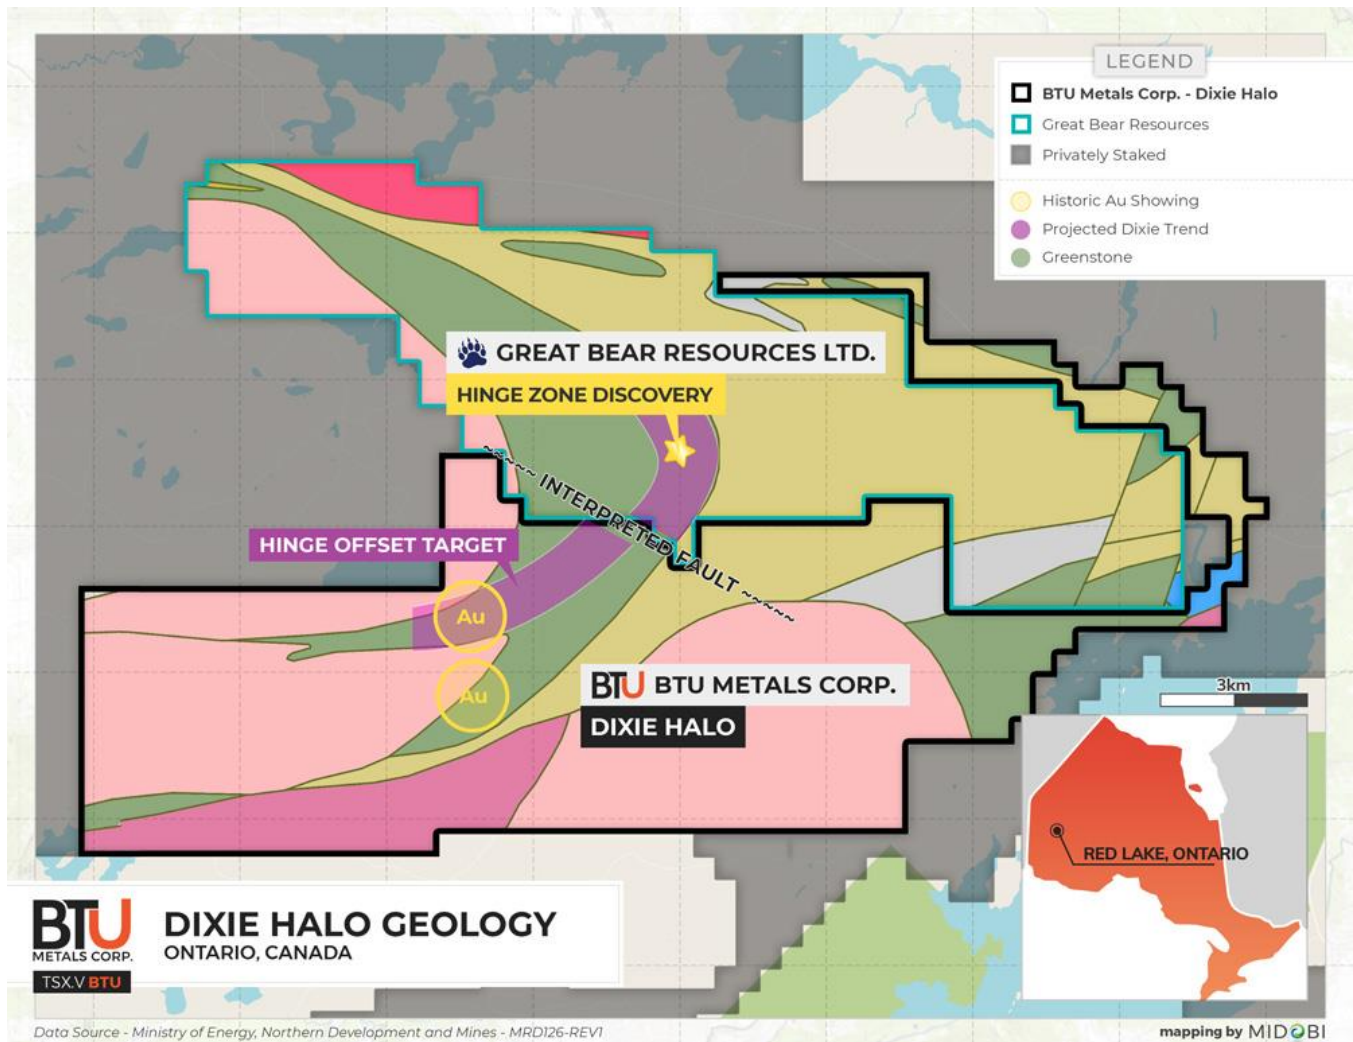 LEGEND
BTU Metals Corp. - Dixie Halo
Great Bear Resources
Privately Staked
Historic Au Showing
Projected Dixie Trend
Greenstone
GREAT BEAR RESOURCES LTD.
HINGE ZONE DISCOVERY
~~~~~ INTERPRETED FAULT ~~~~~
HINGE OFFSET TARGET
Au
Au
BTU BTU METALS CORP.
DIXIE HALO
3km
RED LAKE, ONTARIO
BTU
METALS CORP.
TSX.V BTU
DIXIE HALO GEOLOGY
ONTARIO, CANADA
Data Source - Ministry of Energy, Northern Development and Mines - MRD126-REV1
mapping by MIDOBI